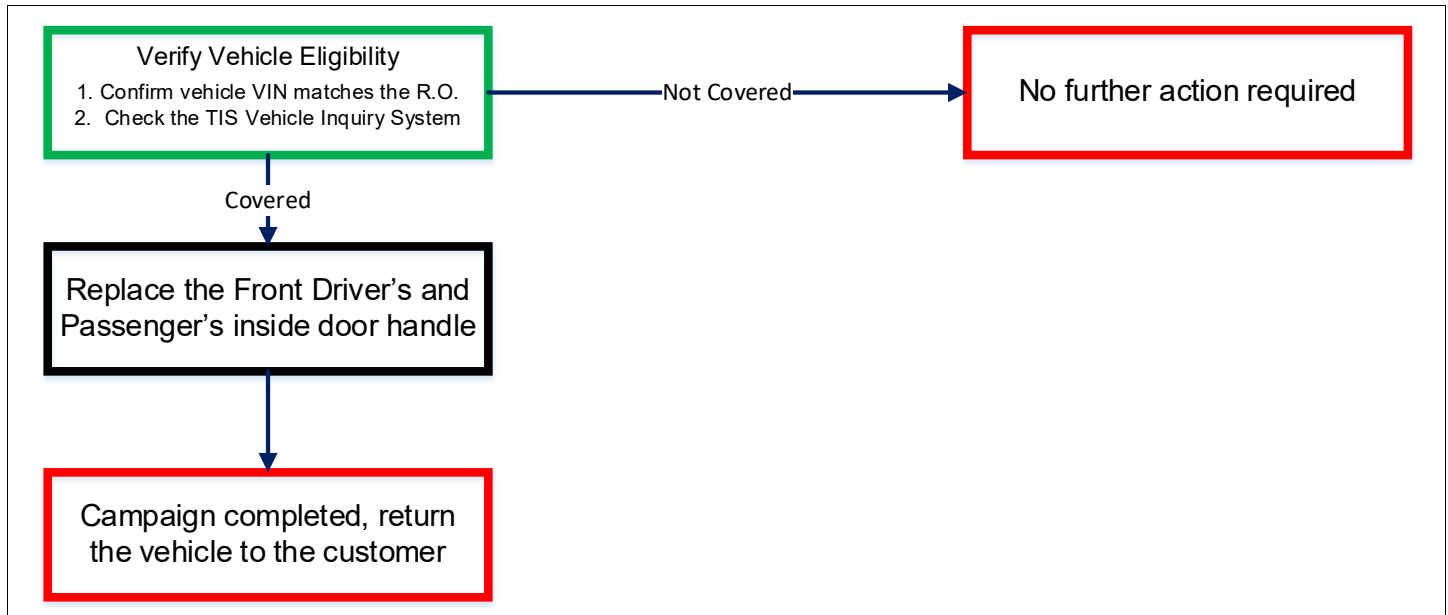 Verify Vehicle Eligibility
1. Confirm vehicle VIN matches the R.O.
2. Check the TIS Vehicle Inquiry System
Not Covered
No further action required
Covered
Replace the Front Driver’s and
Passenger’s inside door handle
Campaign completed, return
the vehicle to the customer